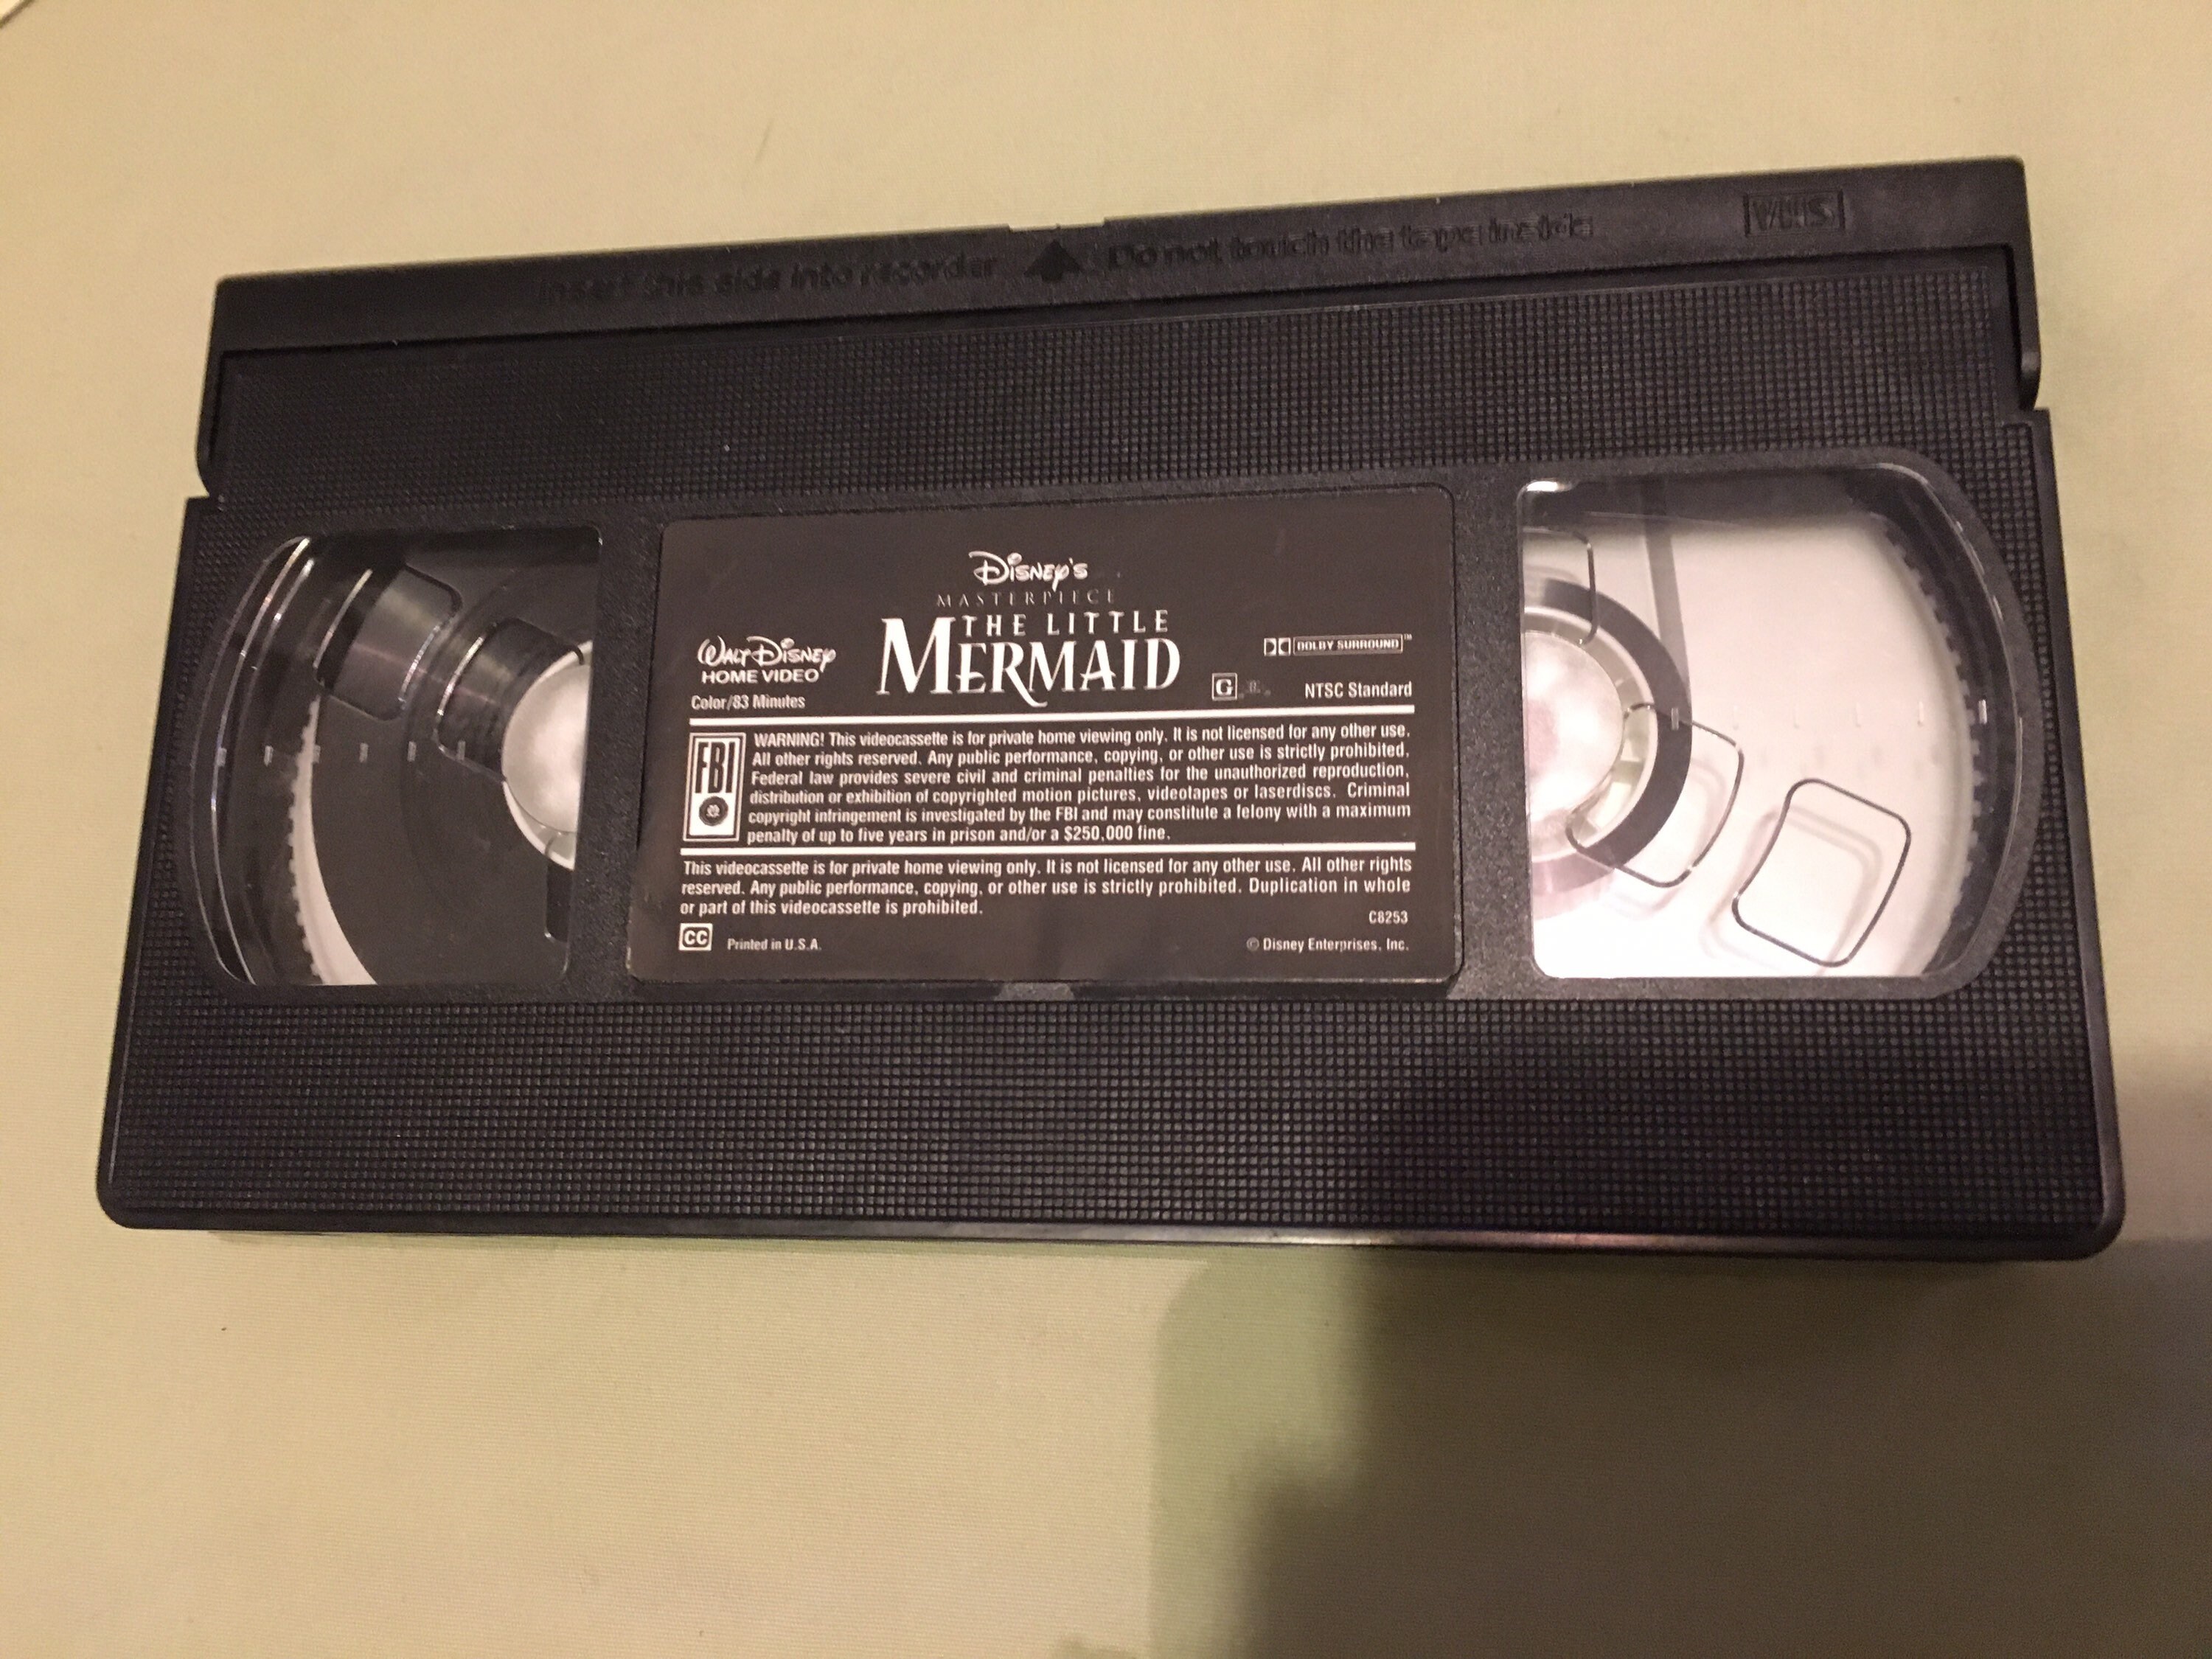 Insert this side into recorder Do not touch the tape inside VHS
Disney's
MASTERPIECE
THE LITTLE
MERMAID
WALT DISNEY
HOME VIDEO
Color/83 Minutes
DOLBY SURROUND™
G
NTSC Standard
FBI
WARNING! This videocassette is for private home viewing only. It is not licensed for any other use.
All other rights reserved. Any public performance, copying, or other use is strictly prohibited.
Federal law provides severe civil and criminal penalties for the unauthorized reproduction,
distribution or exhibition of copyrighted motion pictures, videotapes or laserdiscs. Criminal
copyright infringement is investigated by the FBI and may constitute a felony with a maximum
penalty of up to five years in prison and/or a $250,000 fine.
This videocassette is for private home viewing only. It is not licensed for any other use. All other rights
reserved. Any public performance, copying, or other use is strictly prohibited. Duplication in whole
or part of this videocassette is prohibited.
C8253
CC Printed in U.S.A.
© Disney Enterprises, Inc.